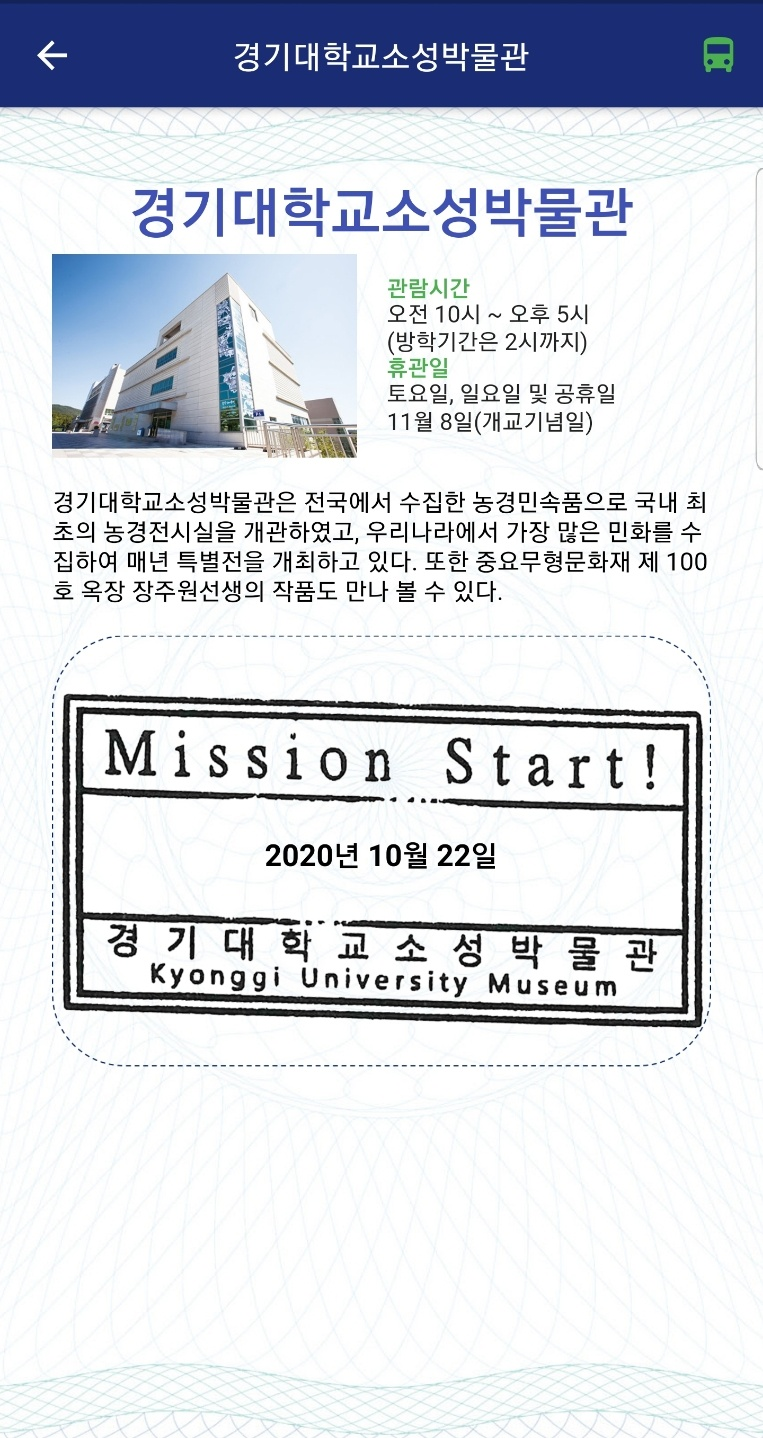 경기대학교소성박물관
경기대학교소성박물관
관람시간
오전 10시 ~ 오후 5시
(방학기간은 2시까지)
휴관일
토요일, 일요일 및 공휴일
11월 8일(개교기념일)
경기대학교소성박물관은 전국에서 수집한 농경민속품으로 국내 최
초의 농경전시실을 개관하였고, 우리나라에서 가장 많은 민화를 수
집하여 매년 특별전을 개최하고 있다. 또한 중요무형문화재 제 100
호 옥장 장주원선생의 작품도 만나 볼 수 있다.
Mission Start!
2020년 10월 22일
경기대학교소성박물관
Kyonggi University Museum